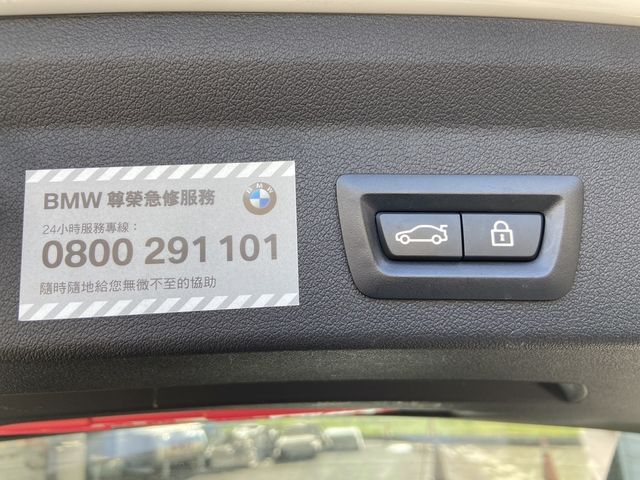 BMW 尊榮急修服務
BMW
24小時服務專線：
0800 291 101
隨時隨地給您無微不至的協助